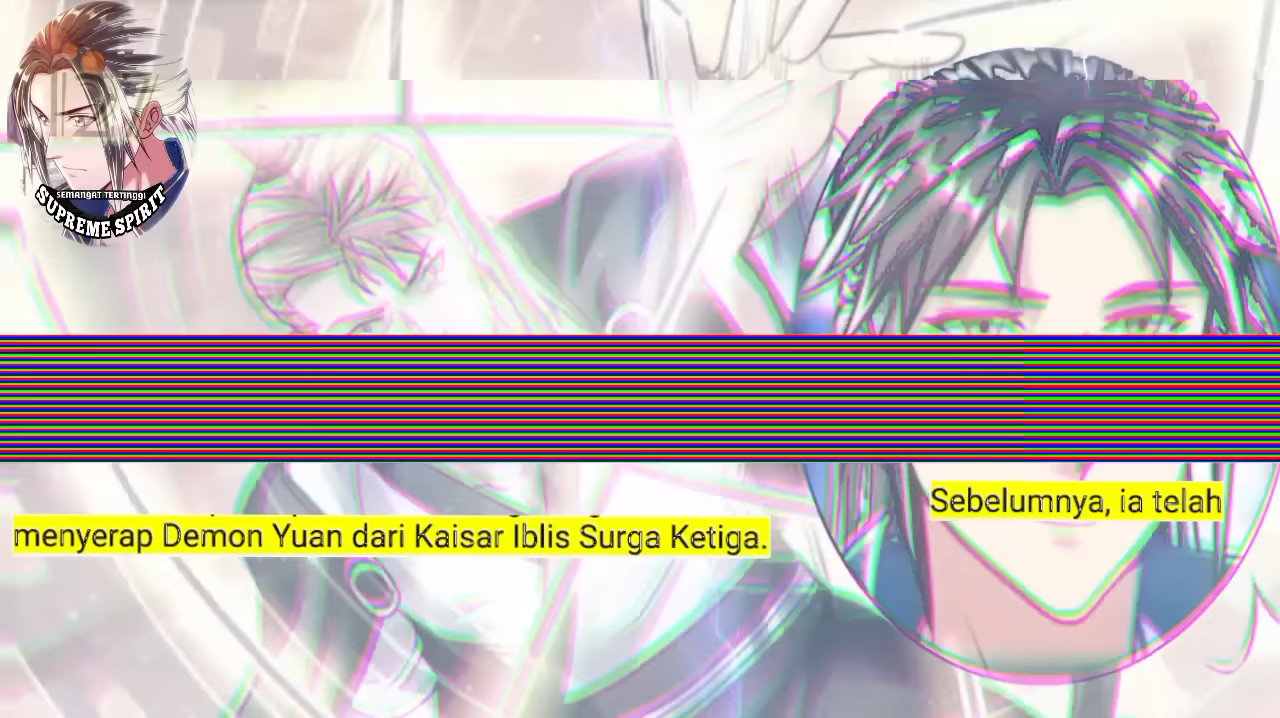 SEMANGAT TERTINGGI
SUPREME SPIRIT
Sebelumnya, ia telah
menyerap Demon Yuan dari Kaisar Iblis Surga Ketiga.